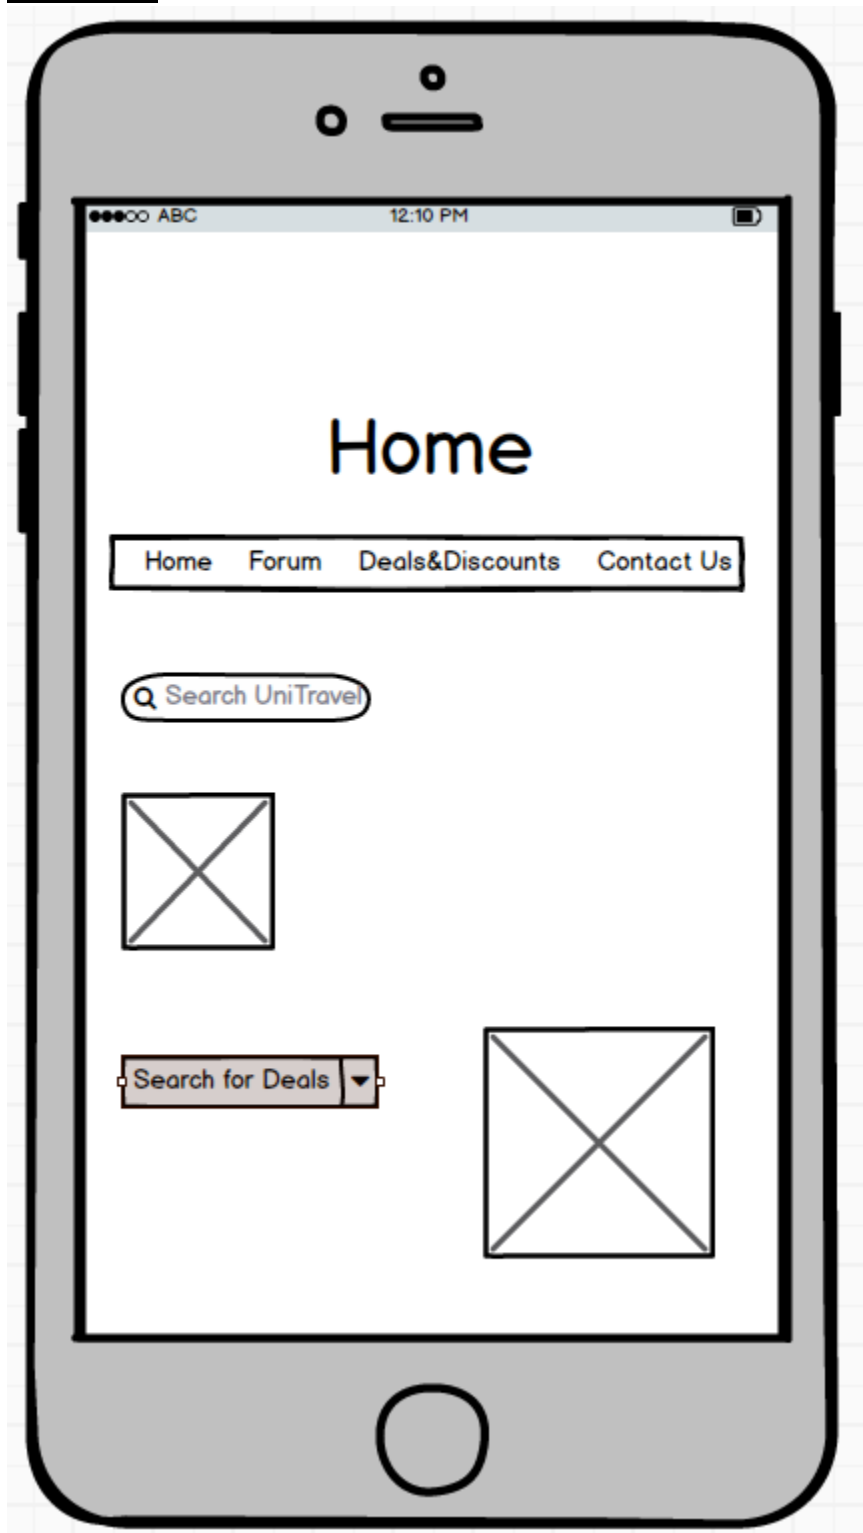 ABC 12:10 PM
Home
Home Forum Deals&Discounts Contact Us
Search UniTravel
Search for Deals